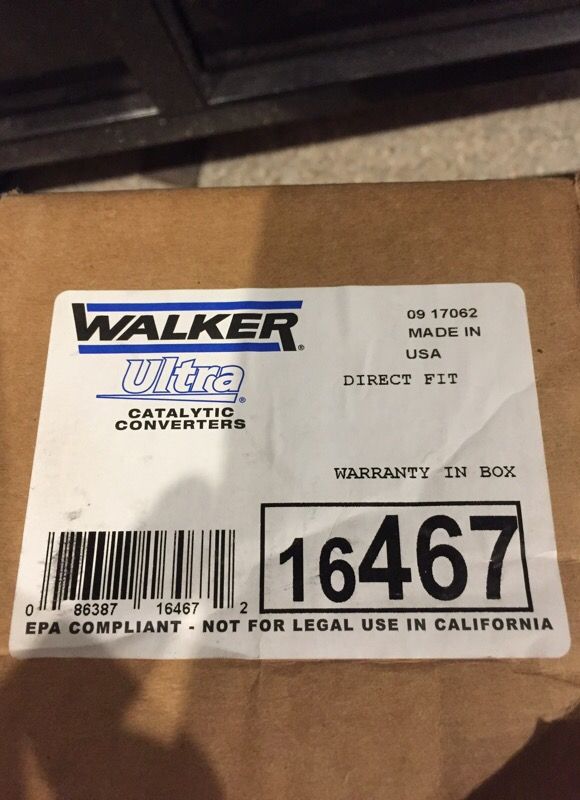 WALKER®
Ultra®
CATALYTIC
CONVERTERS
09 17062
MADE IN
USA
DIRECT FIT
WARRANTY IN BOX
16467
0 86387 16467 2
EPA COMPLIANT - NOT FOR LEGAL USE IN CALIFORNIA